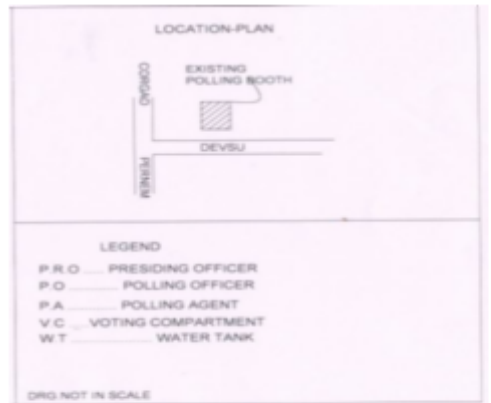 LOCATION-PLAN
CORGAO
EXISTING
POLLING BOOTH
DEVSU
PERNEM
LEGEND
P.R.O ..... PRESIDING OFFICER
P.O ............ POLLING OFFICER
P.A ............ POLLING AGENT
V.C .... VOTING COMPARTMENT
W.T ...................... WATER TANK
DRG.NOT IN SCALE